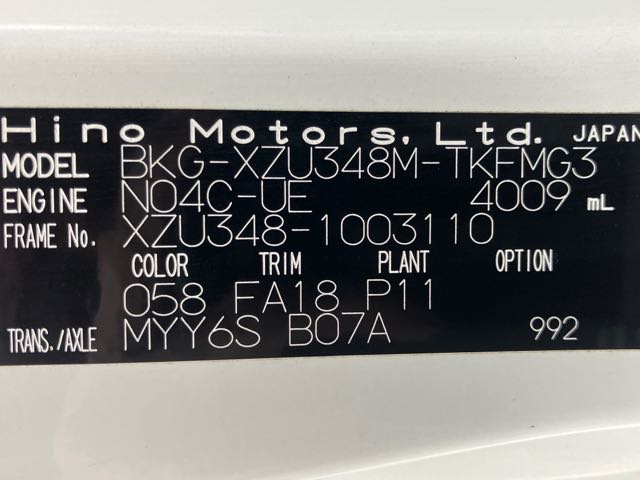 Hino Motors, Ltd. JAPAN
MODEL BKG-XZU348M-TKFMG3
ENGINE N04C-UE 4009 mL
FRAME No. XZU348-1003110
COLOR TRIM PLANT OPTION
058 FA18 P11
TRANS./AXLE MYY6S B07A 992